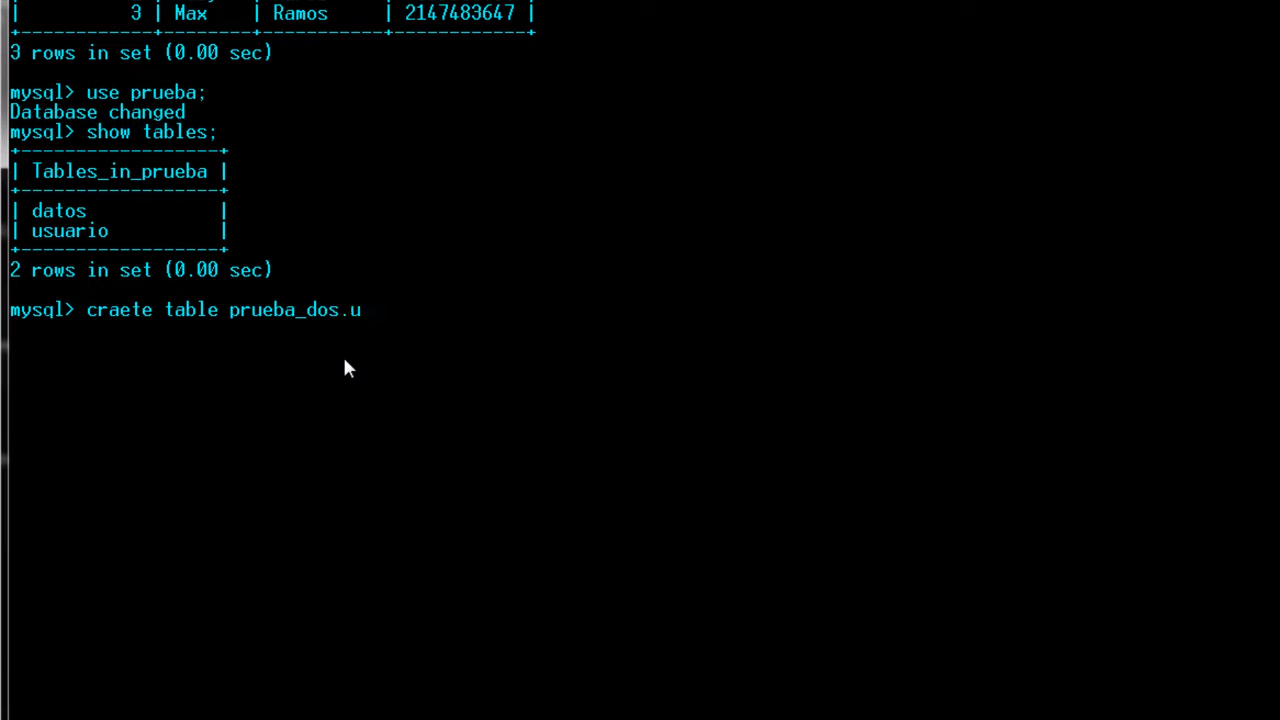 | 3 | Max | Ramos | 2147483647 |
+------------+--------+-----------+------------+
3 rows in set (0.00 sec)
mysql> use prueba;
Database changed
mysql> show tables;
+------------------+
| Tables_in_prueba |
+------------------+
| datos |
| usuario |
+------------------+
2 rows in set (0.00 sec)
mysql> craete table prueba_dos.u